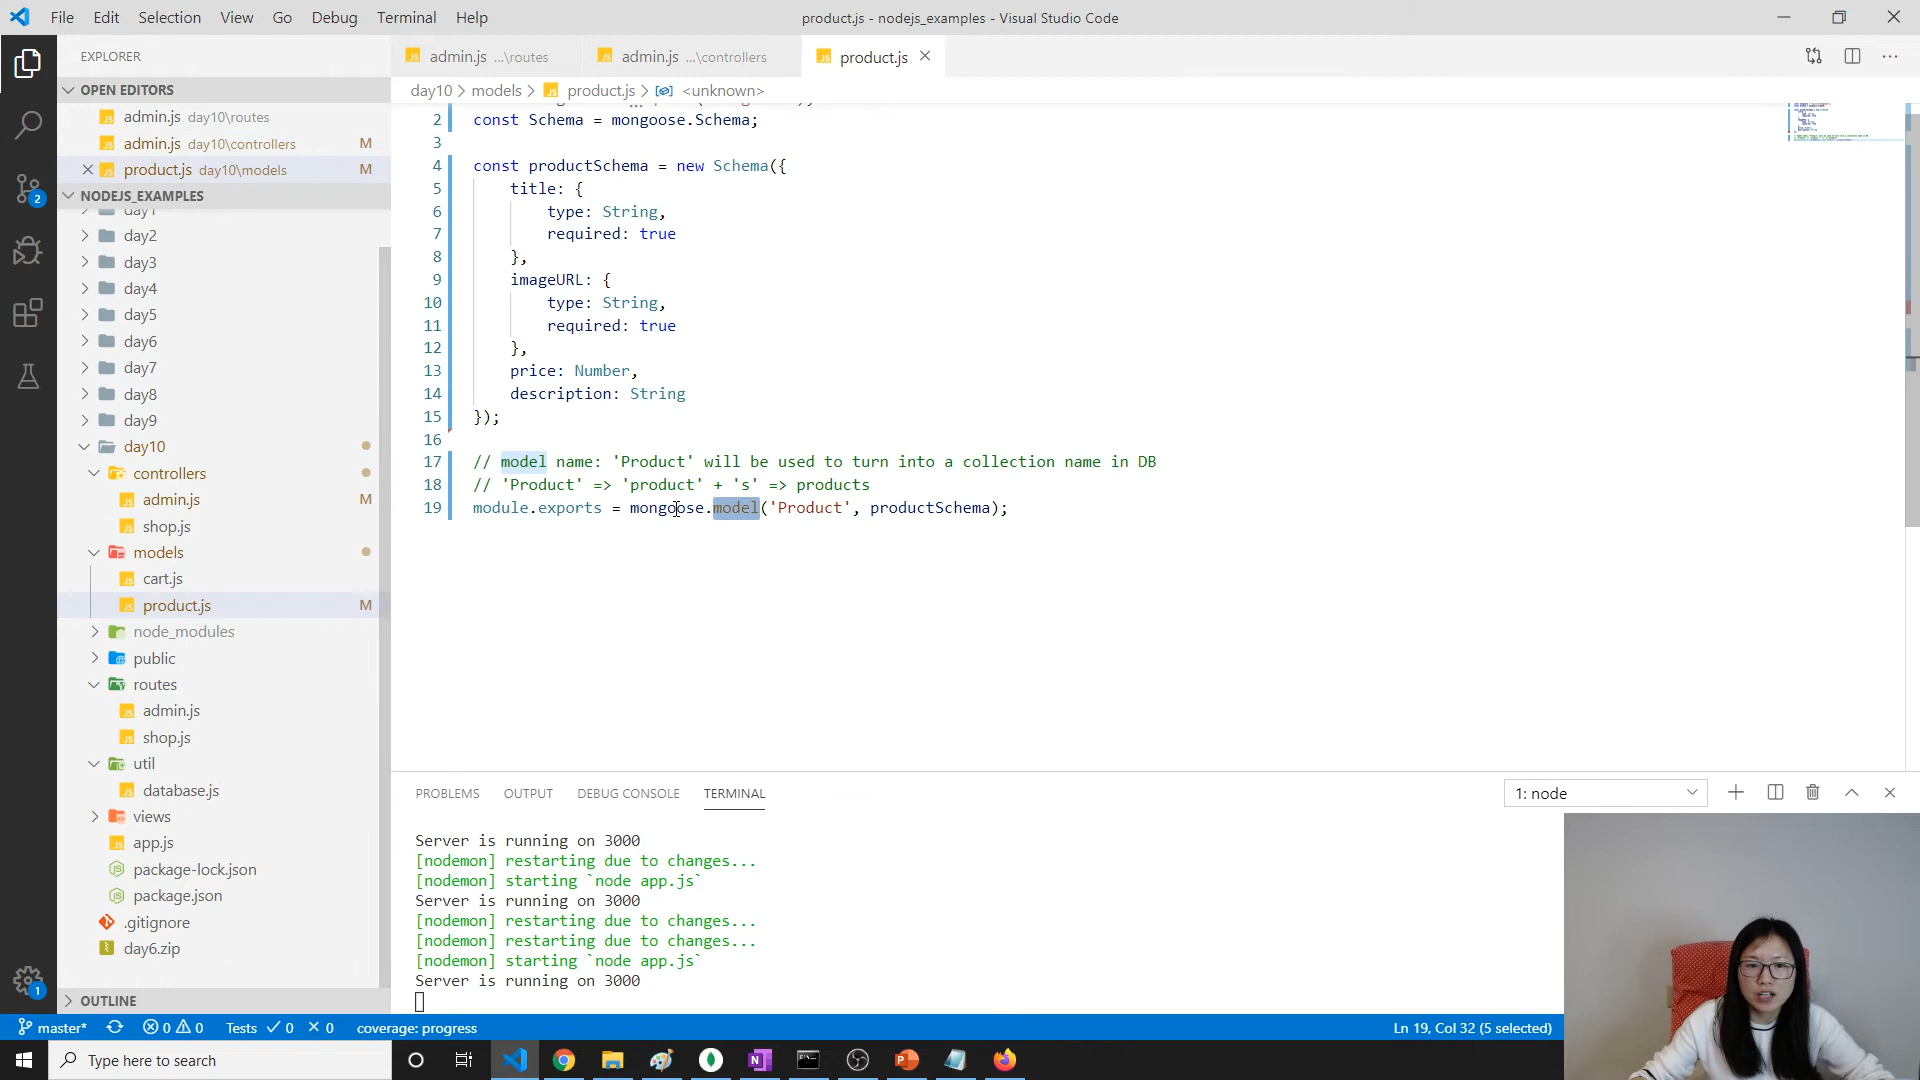 File Edit Selection View Go Debug Terminal Help
product.js - nodejs_examples - Visual Studio Code
EXPLORER
OPEN EDITORS
admin.js day10\routes
admin.js day10\controllers M
product.js day10\models M
NODEJS_EXAMPLES
day1
day2
day3
day4
day5
day6
day7
day8
day9
day10
controllers
admin.js M
shop.js
models
cart.js
product.js M
node_modules
public
routes
admin.js
shop.js
util
database.js
views
app.js
package-lock.json
package.json
.gitignore
day6.zip
OUTLINE
2
1
admin.js ...\routes
admin.js ...\controllers
product.js
day10 > models > product.js > <unknown>
2 const Schema = mongoose.Schema;
3
4 const productSchema = new Schema({
5 title: {
6 type: String,
7 required: true
8 },
9 imageURL: {
10 type: String,
11 required: true
12 },
13 price: Number,
14 description: String
15 });
16
17 // model name: 'Product' will be used to turn into a collection name in DB
18 // 'Product' => 'product' + 's' => products
19 module.exports = mongoose.model('Product', productSchema);
PROBLEMS OUTPUT DEBUG CONSOLE TERMINAL
1: node
Server is running on 3000
[nodemon] restarting due to changes...
[nodemon] starting `node app.js`
Server is running on 3000
[nodemon] restarting due to changes...
[nodemon] restarting due to changes...
[nodemon] starting `node app.js`
Server is running on 3000
master* 0 0 Tests 0 0 coverage: progress
Ln 19, Col 32 (5 selected)
Type here to search